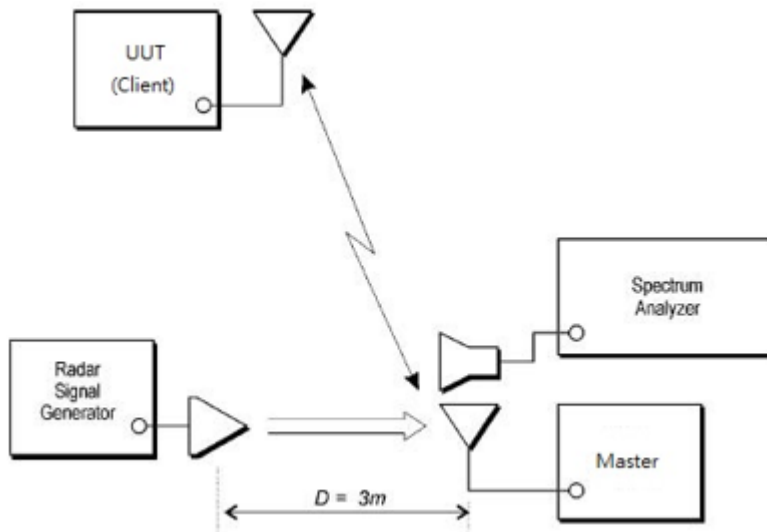 UUT
(Client)
Spectrum
Analyzer
Radar
Signal
Generator
Master
D = 3m